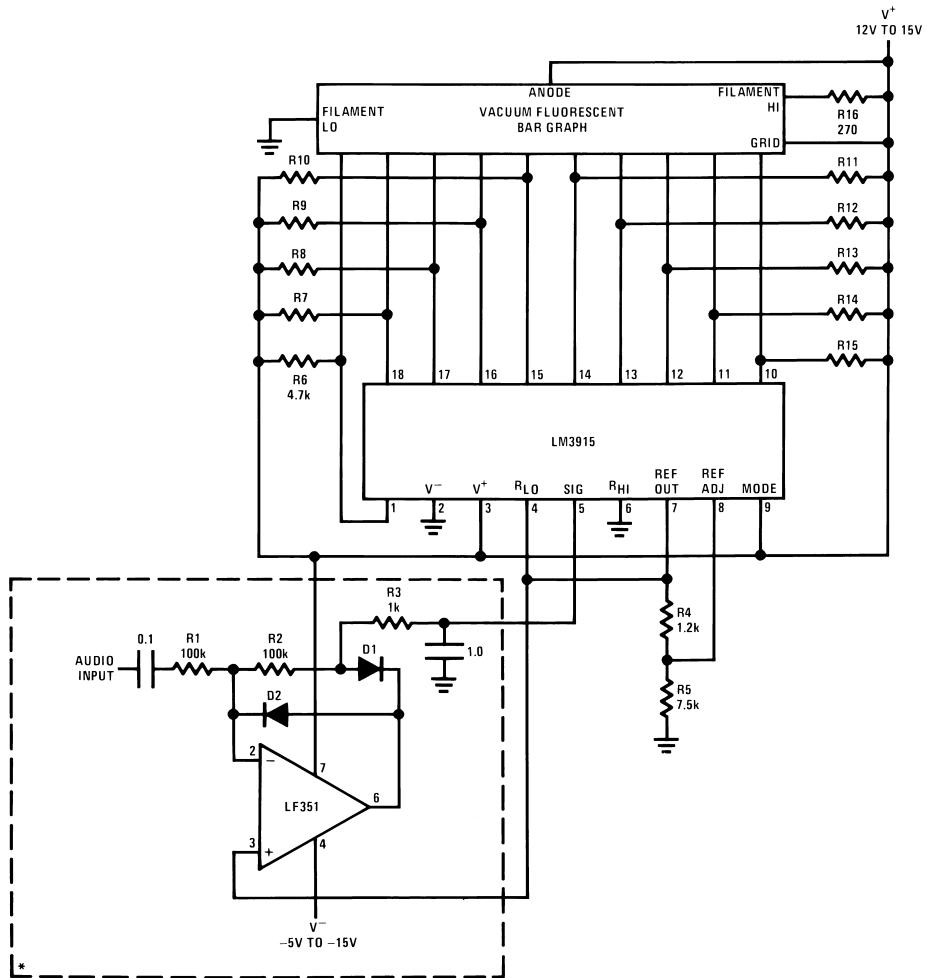 V+
12V TO 15V
ANODE
FILAMENT
LO
VACUUM FLUORESCENT
BAR GRAPH
FILAMENT
HI
GRID
R16
270
R10
R11
R9
R12
R8
R13
R7
R14
R6
4.7k
R15
18
17
16
15
14
13
12
11
10
LM3915
V−
V+
RLO
SIG
RHI
REF
OUT
REF
ADJ
MODE
1
2
3
4
5
6
7
8
9
R3
1k
R4
1.2k
0.1
R1
100k
R2
100k
D1
1.0
AUDIO
INPUT
D2
R5
7.5k
2
−
7
LF351
6
3
+
4
V−
−5V TO −15V
*